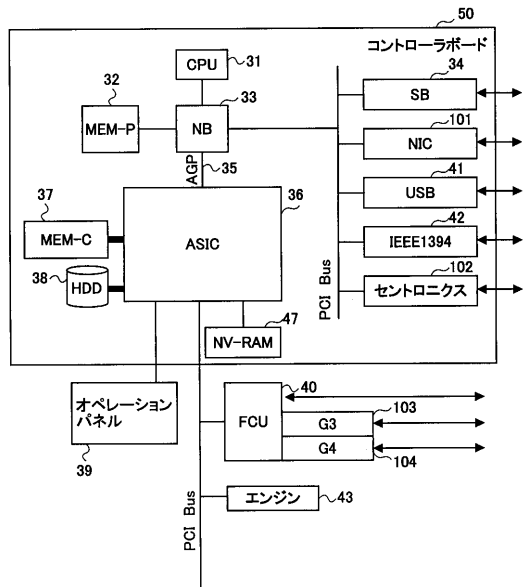 50
コントローラボード
CPU
31
32
MEM-P
33
NB
34
SB
101
NIC
AGP
35
41
USB
36
ASIC
37
MEM-C
42
IEEE1394
38
HDD
102
セントロニクス
PCI Bus
47
NV-RAM
オペレーション
パネル
39
40
FCU
103
G3
G4
104
エンジン
43
PCI Bus